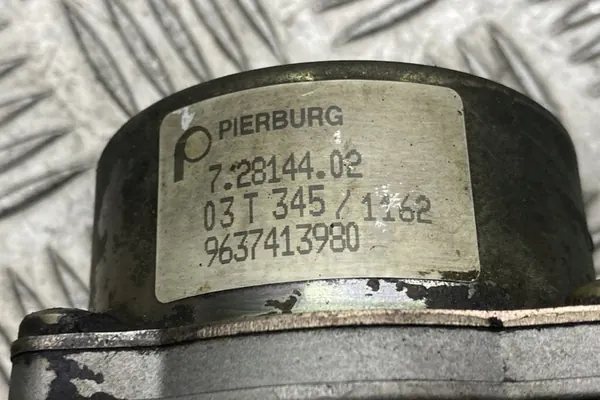 PIERBURG
7.28144.02
03 T 345 / 1162
9637413980